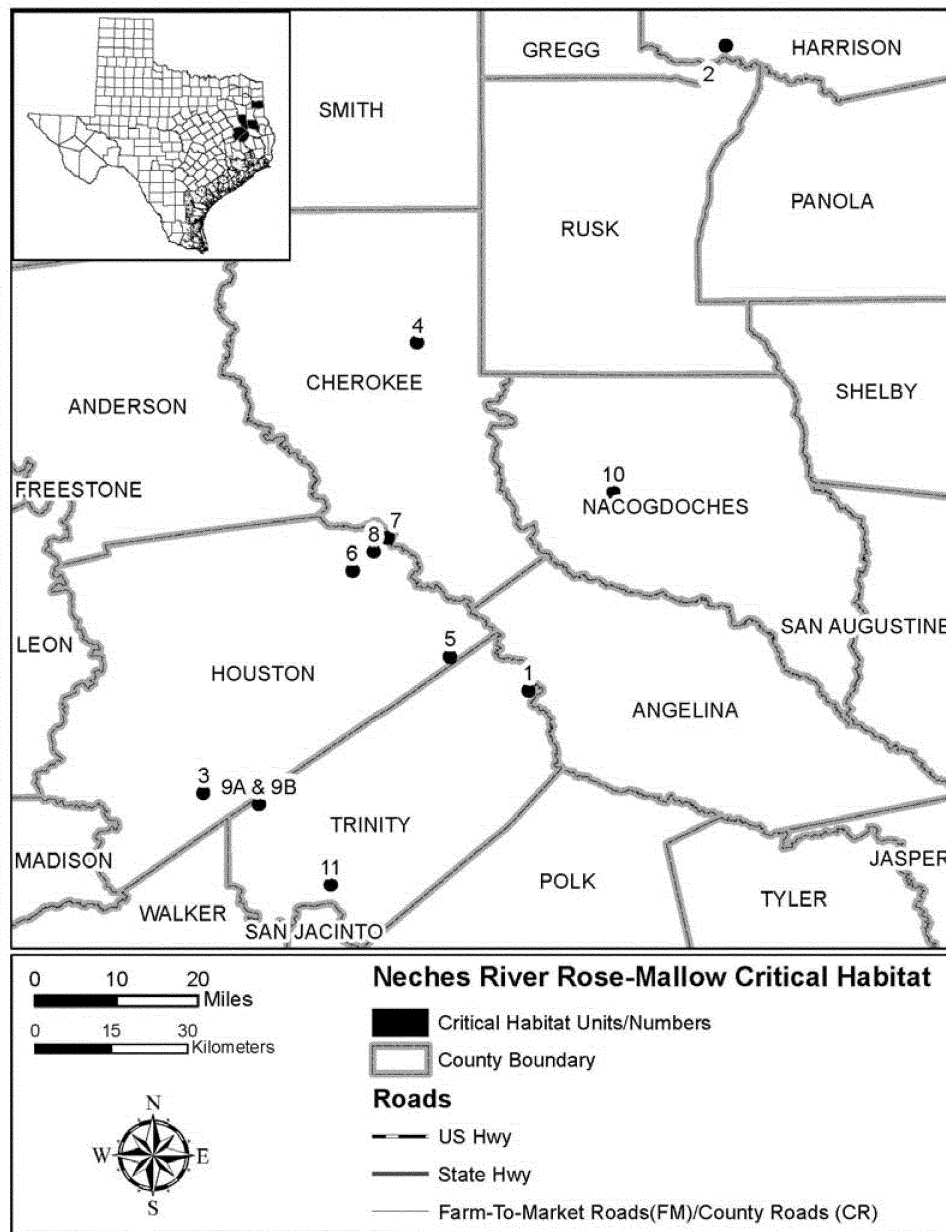 GREGG
HARRISON
2
SMITH
PANOLA
RUSK
4
CHEROKEE
SHELBY
ANDERSON
10
FREESTONE
NACOGDOCHES
7
8
6
SAN AUGUSTINE
LEON
5
HOUSTON
1
ANGELINA
3
9A & 9B
TRINITY
MADISON
JASPER
11
POLK
TYLER
WALKER
SAN JACINTO
0 10 20
Miles
0 15 30
Kilometers
N
W E
S
Neches River Rose-Mallow Critical Habitat
Critical Habitat Units/Numbers
County Boundary
Roads
US Hwy
State Hwy
Farm-To-Market Roads(FM)/County Roads (CR)